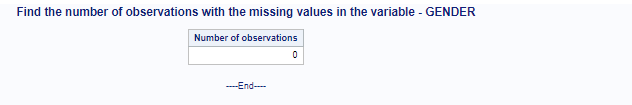 Find the number of observations with the missing values in the variable - GENDER
Number of observations
0
----End----